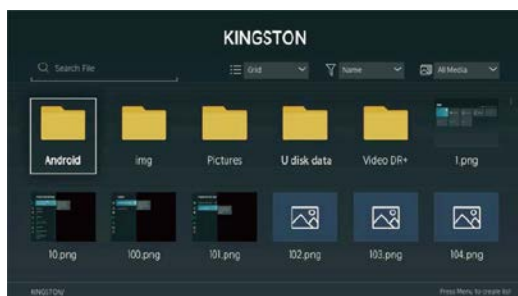 KINGSTON
Search File
Grid
Name
All Media
Android
img
Pictures
U disk data
Video DR+
1.png
10.png
100.png
101.png
102.png
103.png
104.png
KINGSTON/
Press Menu to create list